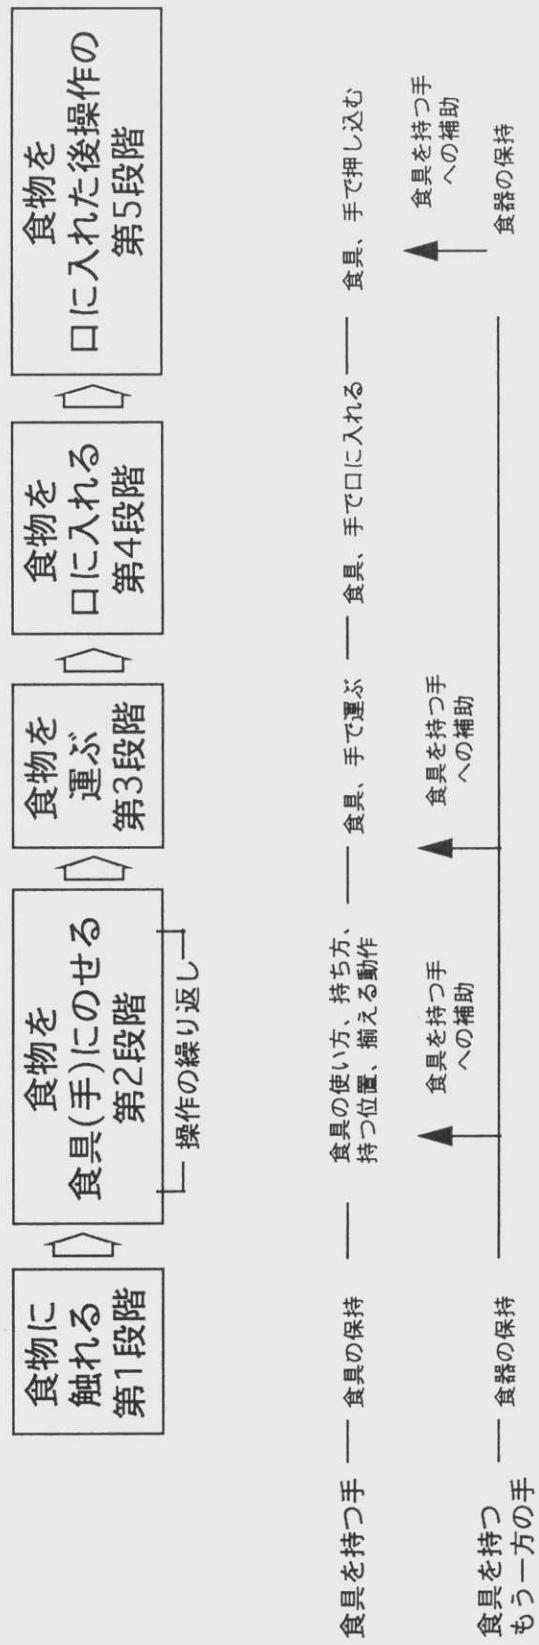 食物に
触れる
第1段階
食物を
食具(手)にのせる
第2段階
操作の繰り返し
食物を
運ぶ
第3段階
食物を
口に入れる
第4段階
食物を
口に入れた後操作の
第5段階
食具を持つ手
食具の保持
食具の使い方、持ち方、
持つ位置、揃える動作
食具、手で運ぶ
食具、手で口に入れる
食具、手で押し込む
食具を持つ手
への補助
食具を持つ手
への補助
食具を持つ手
への補助
食具を持つ
もう一方の手
食器の保持
食器の保持